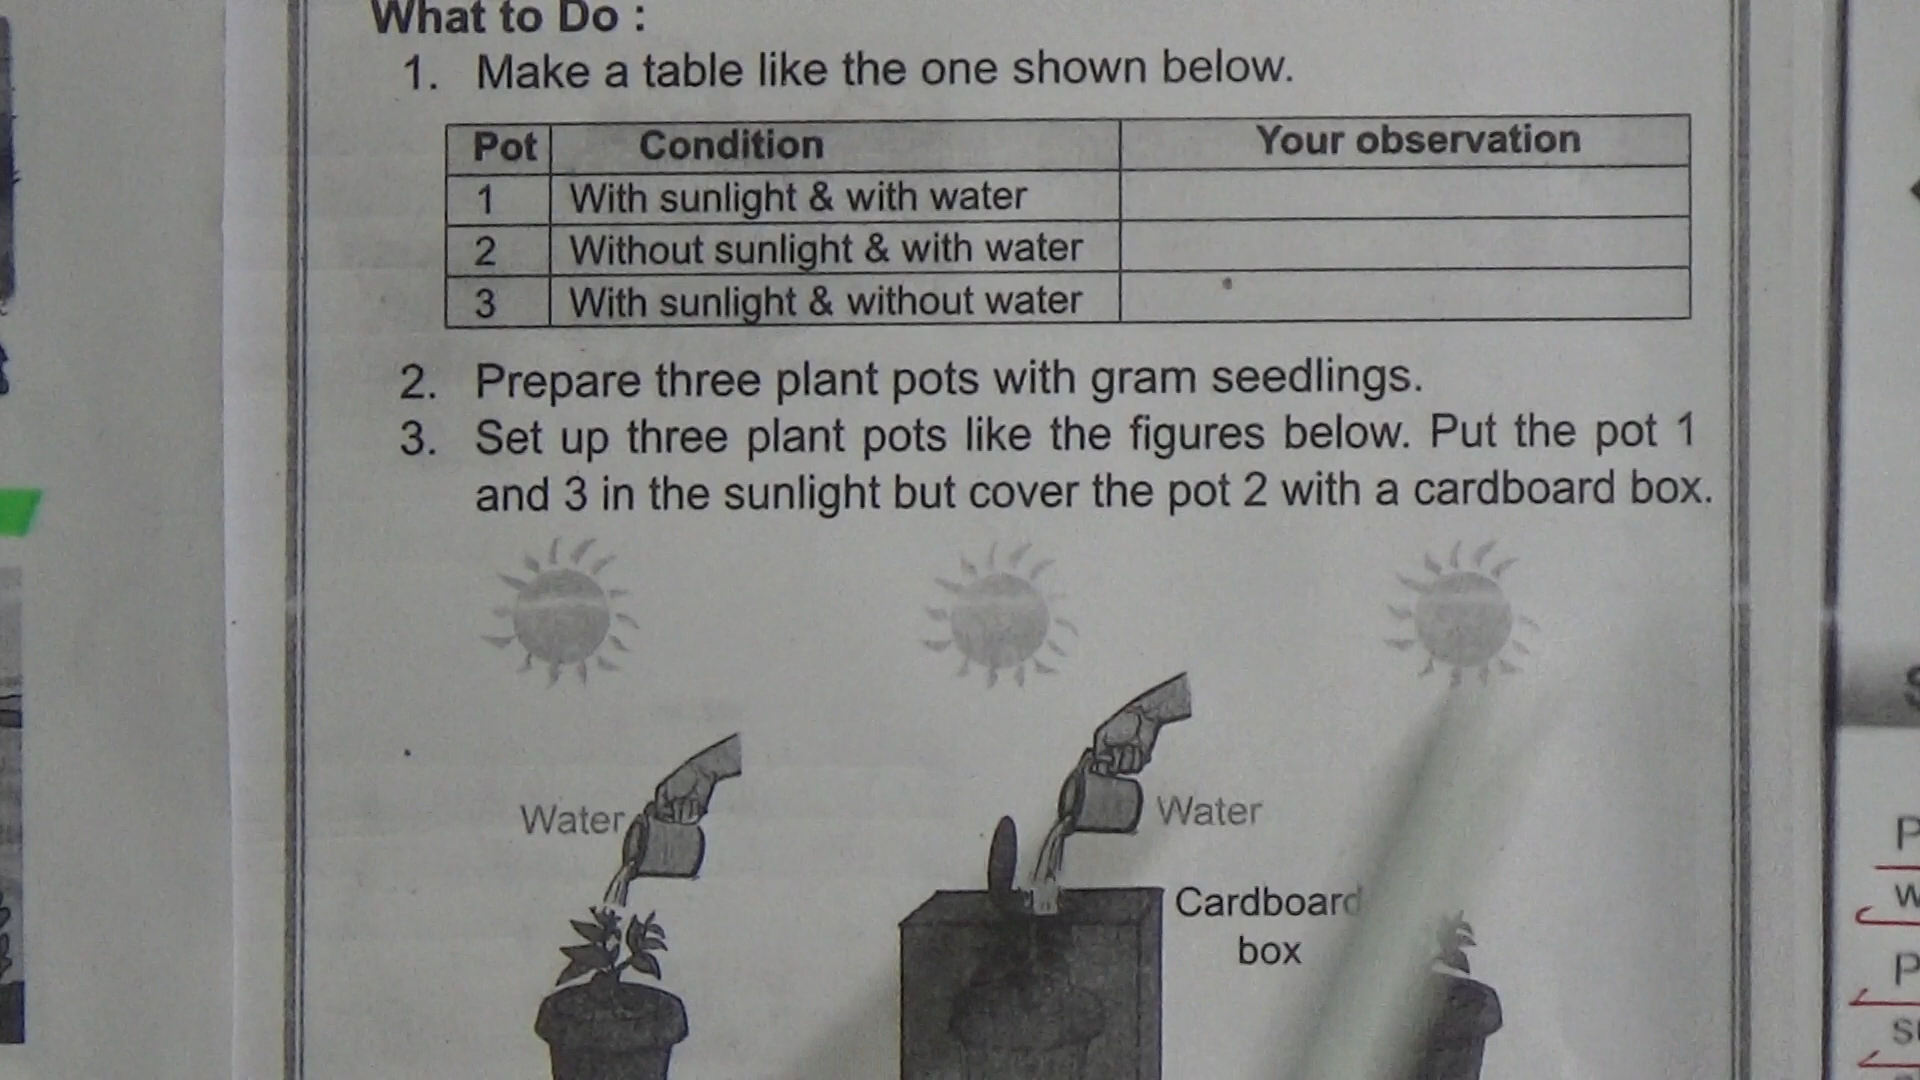 What to Do :
1. Make a table like the one shown below.
Pot Condition Your observation
1 With sunlight & with water
2 Without sunlight & with water
3 With sunlight & without water
2. Prepare three plant pots with gram seedlings.
3. Set up three plant pots like the figures below. Put the pot 1
and 3 in the sunlight but cover the pot 2 with a cardboard box.
Water
Water
Cardboard
box